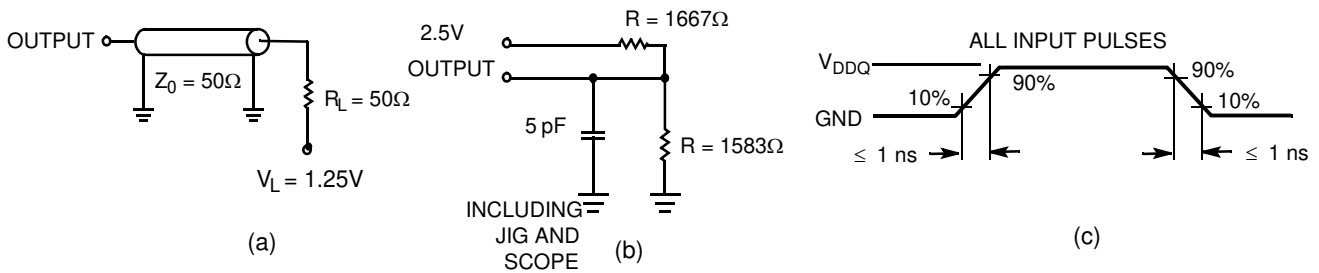 OUTPUT
Z0 = 50Ω
RL = 50Ω
VL = 1.25V
(a)
R = 1667Ω
2.5V
OUTPUT
5 pF
R = 1583Ω
INCLUDING
JIG AND
SCOPE
(b)
ALL INPUT PULSES
VDDQ
90%
90%
10%
10%
GND
≤ 1 ns
≤ 1 ns
(c)